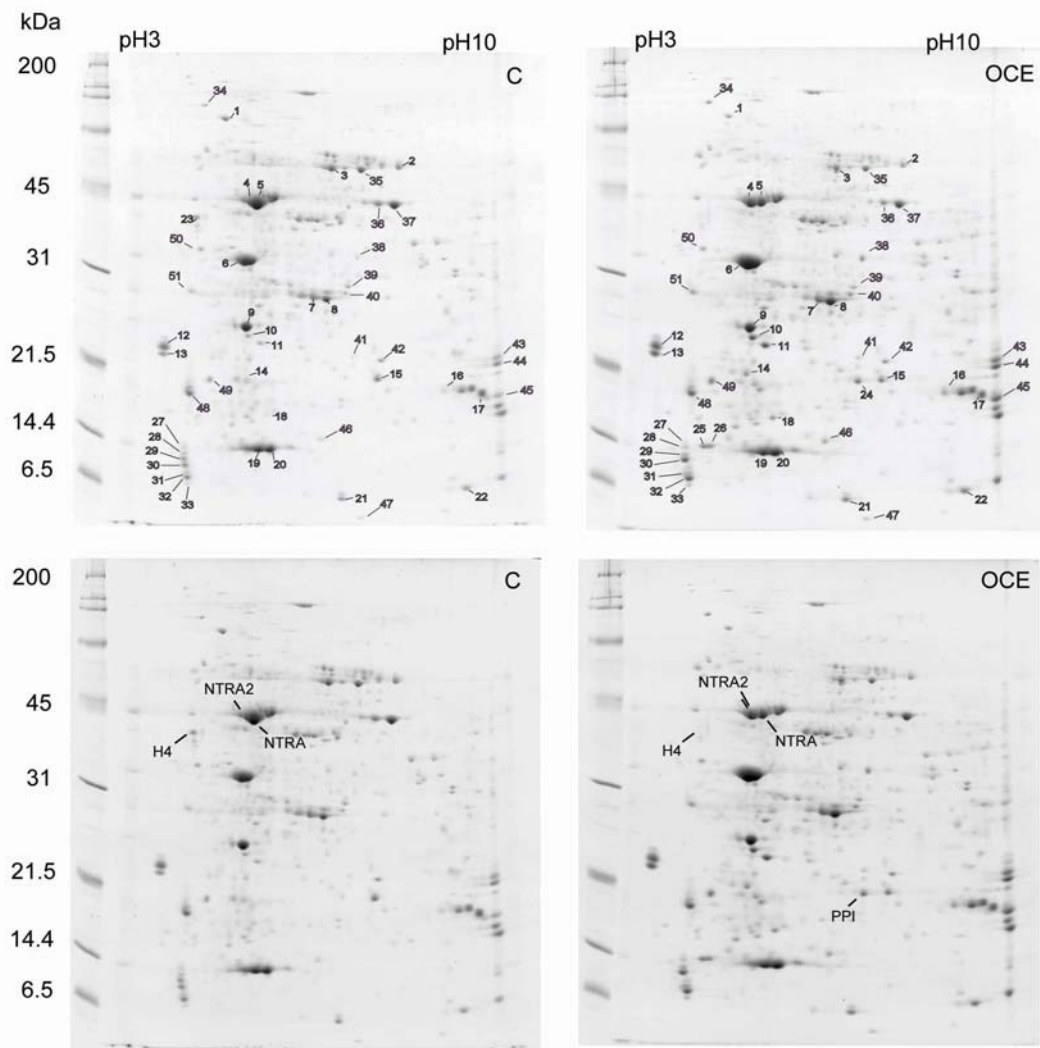 kDa
pH3 pH10
200 C
34
1
2
3 35
45
4 5
23 36 37
50 38
31
6
51 39
40
7 8
9
12 10
13 11 41 42 43
21.5
44
14 15 16
49 45
48 17
18
14.4
27 46
28
29
30 19 20
6.5
31
32 33 21 22
47
pH3 pH10
OCE
34
.1
2
3 35
4 5
36 37
50 38
6
51 39
40
7 8
9
12 10
13 11 41 42 43
44
14 15 16
49 24 45
48 17
18
27 25 26 46
28
29
30 19 20
31
32 33 21 22
47
200 C
NTRA2
45
H4 NTRA
31
21.5
14.4
6.5
OCE
NTRA2
H4 NTRA
PPI